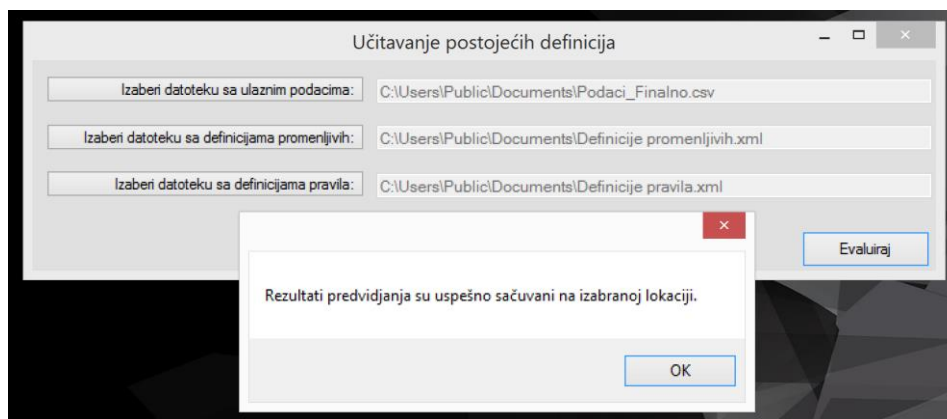 Učitavanje postojećih definicija
Izaberi datoteku sa ulaznim podacima:
C:\Users\Public\Documents\Podaci_Finalno.csv
Izaberi datoteku sa definicijama promenljivih:
C:\Users\Public\Documents\Definicije promenljivih.xml
Izaberi datoteku sa definicijama pravila:
C:\Users\Public\Documents\Definicije pravila.xml
Evaluiraj
Rezultati predvidjanja su uspešno sačuvani na izabranoj lokaciji.
OK